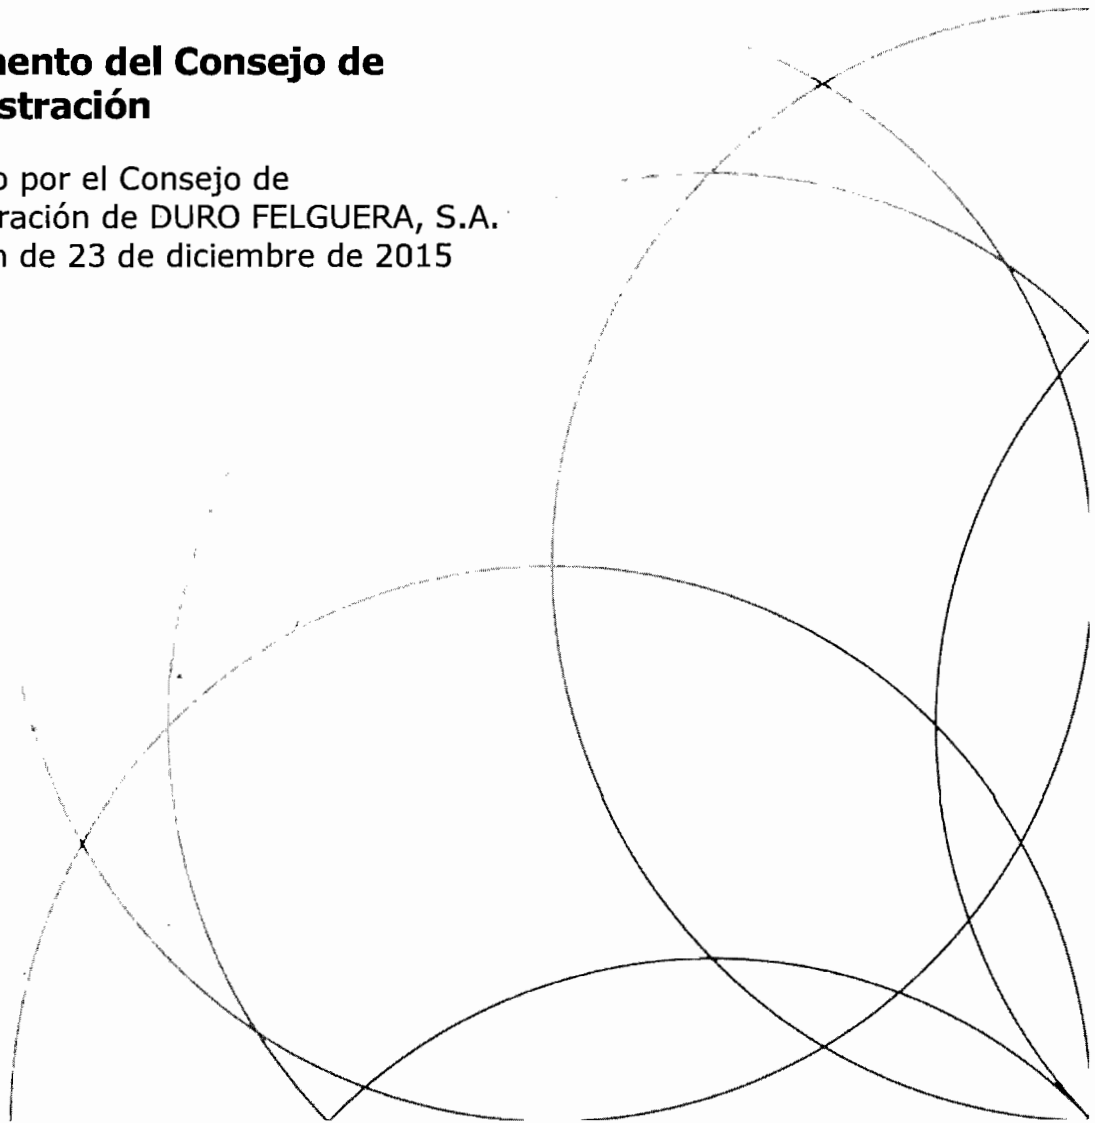 mento del Consejo de
stración
o por el Consejo de
ración de DURO FELGUERA, S.A.
n de 23 de diciembre de 2015